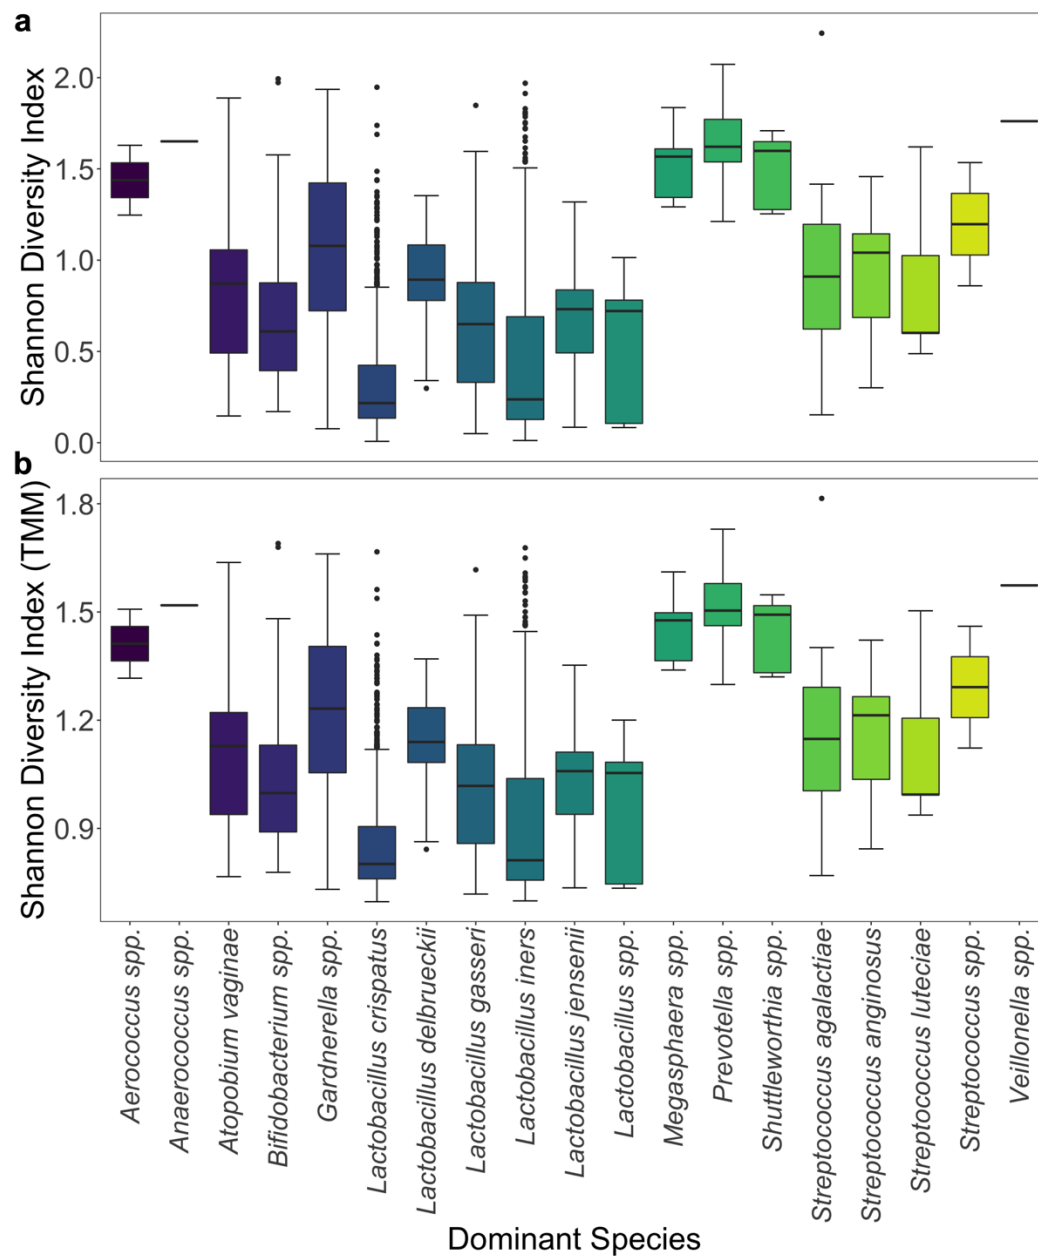 a
Shannon Diversity Index
2.0
1.5
1.0
0.5
0.0
b
Shannon Diversity Index (TMM)
1.8
1.5
1.2
0.9
Aerococcus spp.
Anaerococcus spp.
Atopobium vaginae
Bifidobacterium spp.
Gardnerella spp.
Lactobacillus crispatus
Lactobacillus delbrueckii
Lactobacillus gasseri
Lactobacillus iners
Lactobacillus jensenii
Lactobacillus spp.
Megasphaera spp.
Prevotella spp.
Shuttleworthia spp.
Streptococcus agalactiae
Streptococcus anginosus
Streptococcus luteciae
Streptococcus spp.
Veillonella spp.
Dominant Species